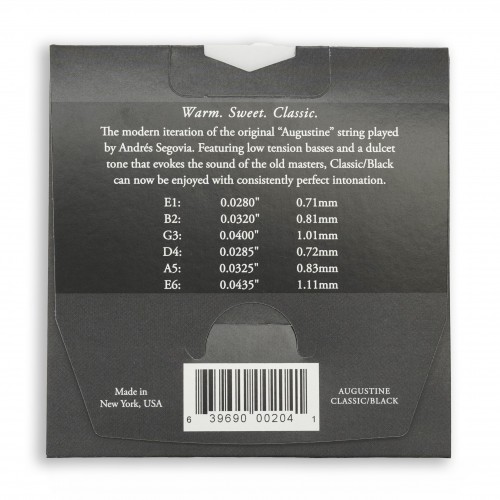 Warm. Sweet. Classic.
The modern iteration of the original “Augustine” string played
by Andrés Segovia. Featuring low tension basses and a dulcet
tone that evokes the sound of the old masters, Classic/Black
can now be enjoyed with consistently perfect intonation.
E1: 0.0280" 0.71mm
B2: 0.0320" 0.81mm
G3: 0.0400" 1.01mm
D4: 0.0285" 0.72mm
A5: 0.0325" 0.83mm
E6: 0.0435" 1.11mm
Made in
New York, USA
6 39690 00204 1
AUGUSTINE
CLASSIC/BLACK